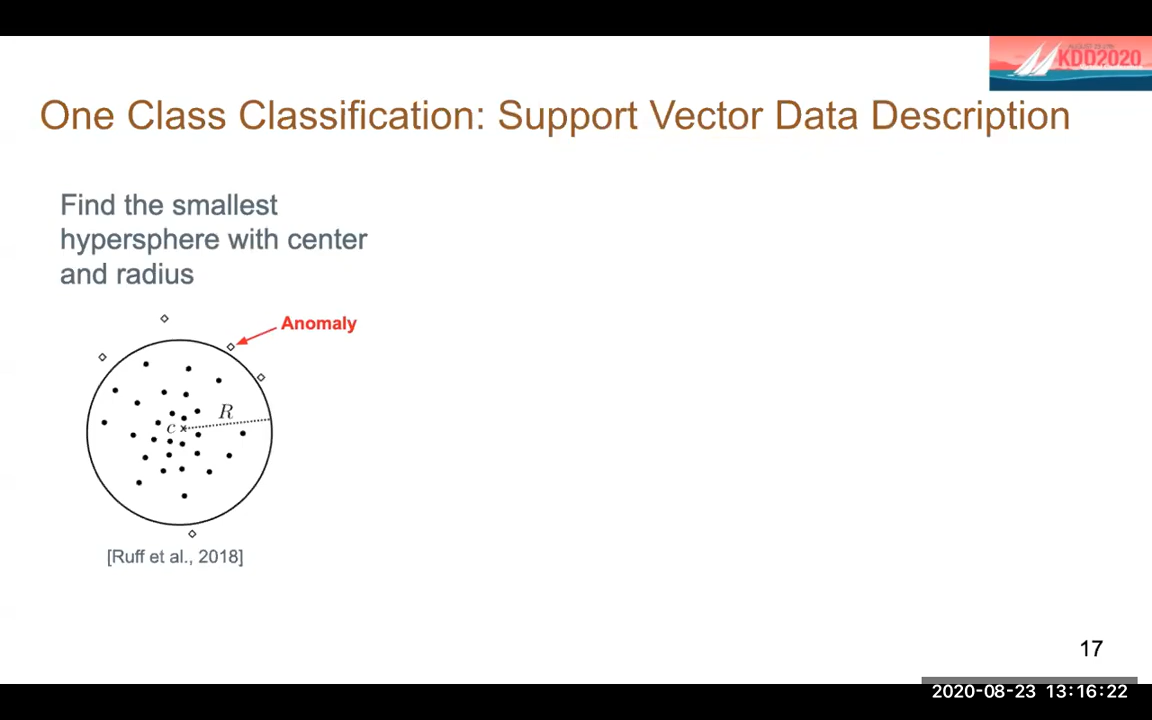 KDD2020
One Class Classification: Support Vector Data Description
Find the smallest
hypersphere with center
and radius
Anomaly
R
c
[Ruff et al., 2018]
17
2020-08-23 13:16:22